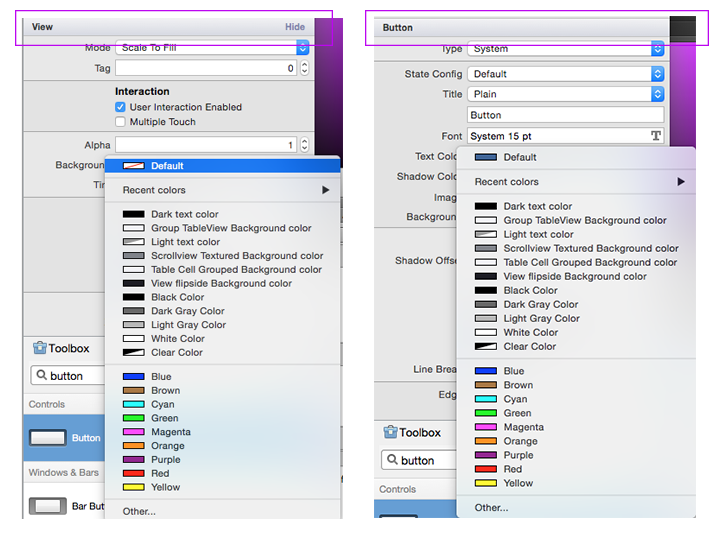 View Hide
Mode Scale To Fill
Tag 0
Interaction
User Interaction Enabled
Multiple Touch
Alpha 1
Background
Default
Recent colors
Dark text color
Group TableView Background color
Light text color
Scrollview Textured Background color
Table Cell Grouped Background color
View flipside Background color
Black Color
Dark Gray Color
Light Gray Color
White Color
Clear Color
Toolbox
button
Controls
Button
Windows & Bars
Bar But
Blue
Brown
Cyan
Green
Magenta
Orange
Purple
Red
Yellow
Other...
Button
Type System
State Config Default
Title Plain
Button
Font System 15 pt T
Text Colo
Shadow Colo
Imag
Background
Shadow Offse
Line Brea
Edg
Default
Recent colors
Dark text color
Group TableView Background color
Light text color
Scrollview Textured Background color
Table Cell Grouped Background color
View flipside Background color
Black Color
Dark Gray Color
Light Gray Color
White Color
Clear Color
Blue
Brown
Cyan
Green
Magenta
Orange
Purple
Red
Yellow
Other...
Toolbox
button
Controls